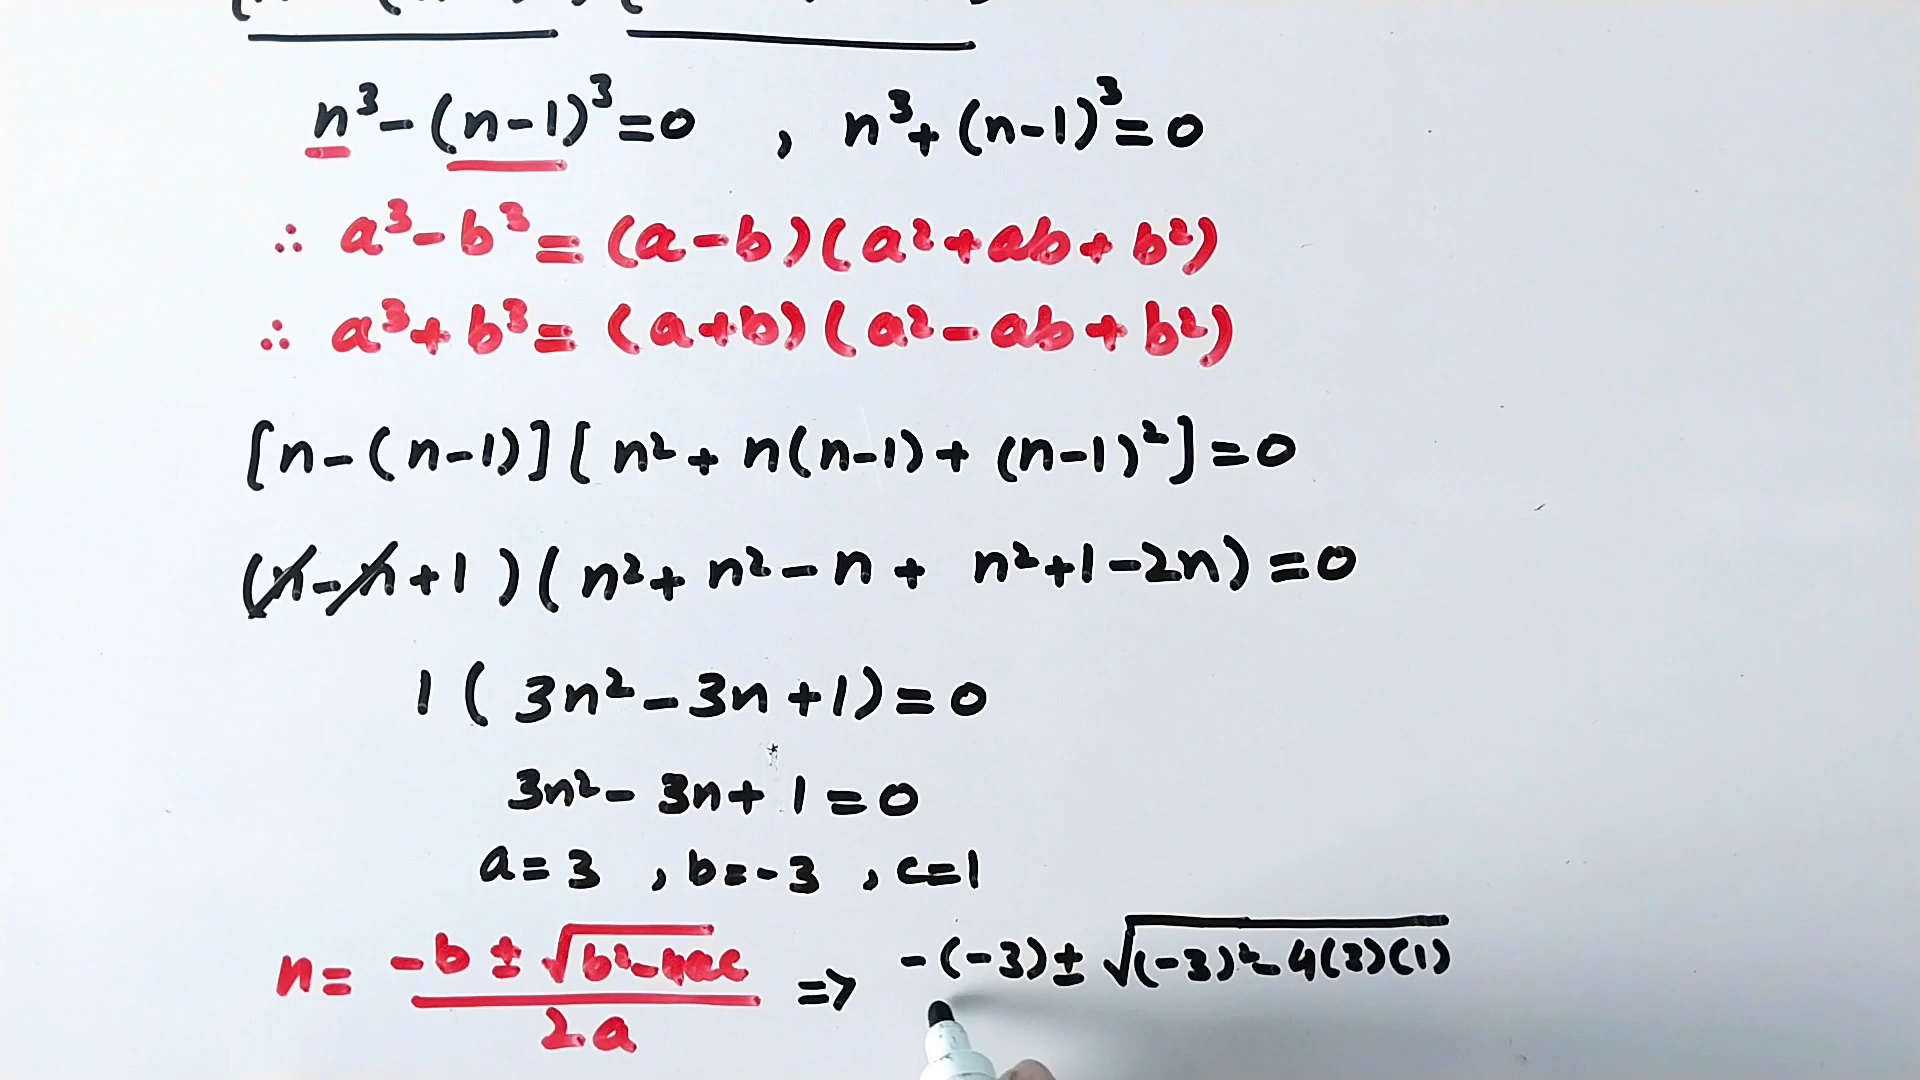 n³-(n-1)³=0 , n³+(n-1)³=0
∴ a³-b³=(a-b)(a²+ab+b²)
∴ a³+b³=(a+b)(a²-ab+b²)
[n-(n-1)][n²+n(n-1)+(n-1)²]=0
(n-n+1)(n²+n²-n+n²+1-2n)=0
1(3n²-3n+1)=0
3n²-3n+1=0
a=3 , b=-3 , c=1
n= (-b±√(b²-4ac))/2a => -(-3)±√((-3)²-4(3)(1))